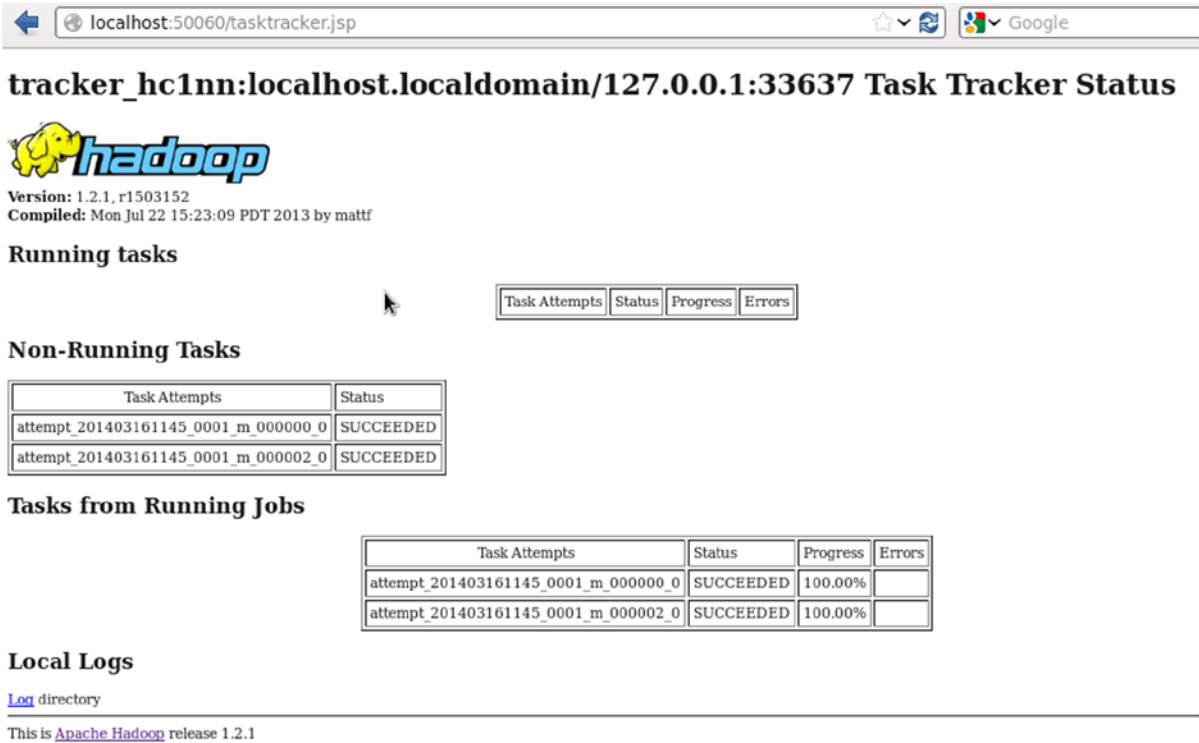 localhost:50060/tasktracker.jsp Google
tracker_hc1nn:localhost.localdomain/127.0.0.1:33637 Task Tracker Status
hadoop
Version: 1.2.1, r1503152
Compiled: Mon Jul 22 15:23:09 PDT 2013 by mattf
Running tasks
Task Attempts Status Progress Errors
Non-Running Tasks
Task Attempts Status
attempt_201403161145_0001_m_000000_0 SUCCEEDED
attempt_201403161145_0001_m_000002_0 SUCCEEDED
Tasks from Running Jobs
Task Attempts Status Progress Errors
attempt_201403161145_0001_m_000000_0 SUCCEEDED 100.00%
attempt_201403161145_0001_m_000002_0 SUCCEEDED 100.00%
Local Logs
Log directory
This is Apache Hadoop release 1.2.1